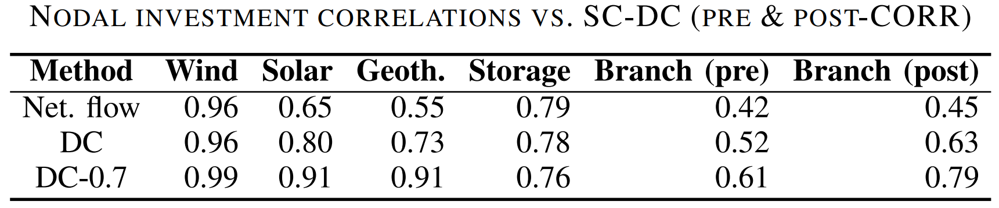 NODAL INVESTMENT CORRELATIONS VS. SC-DC (PRE & POST-CORR)
Method Wind Solar Geoth. Storage Branch (pre) Branch (post)
Net. flow 0.96 0.65 0.55 0.79 0.42 0.45
DC 0.96 0.80 0.73 0.78 0.52 0.63
DC-0.7 0.99 0.91 0.91 0.76 0.61 0.79